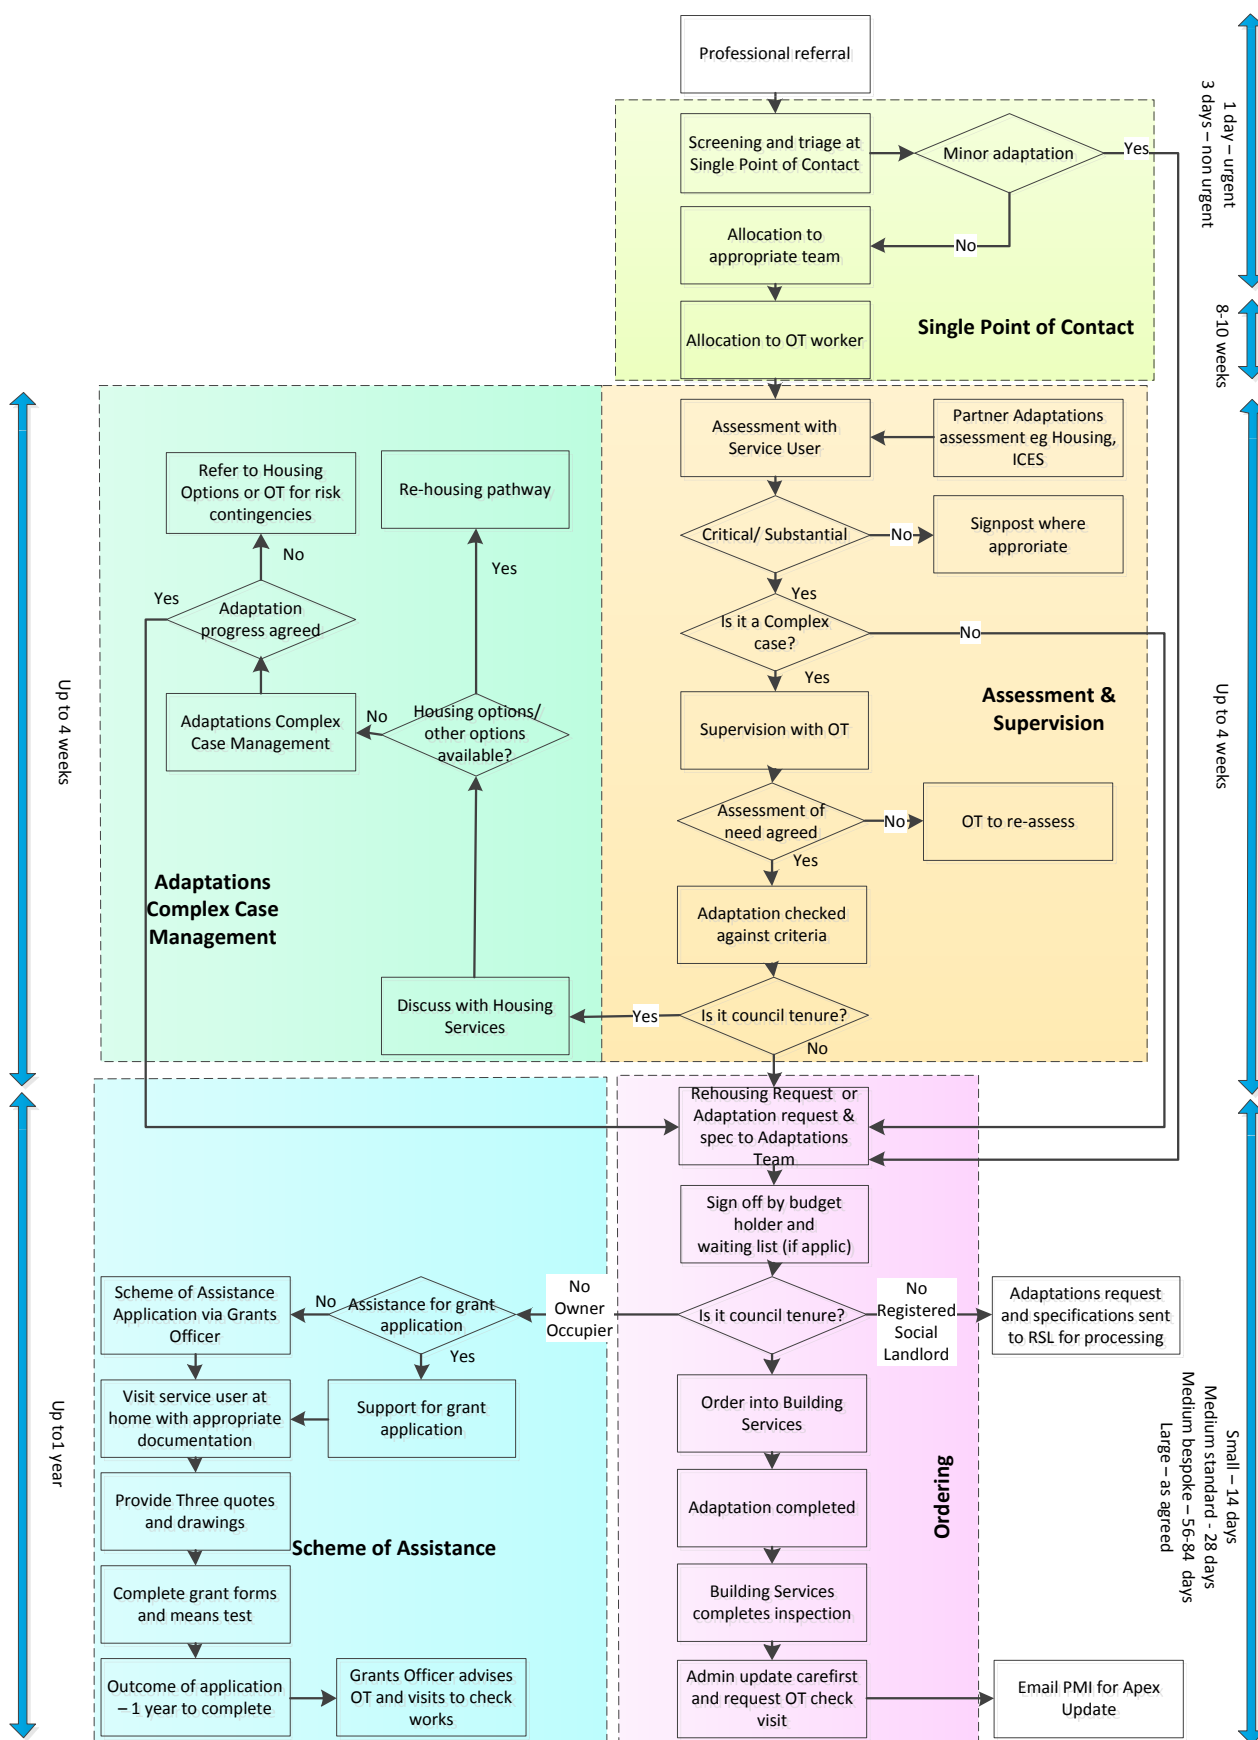 Professional referral
1 day – urgent
3 days – non urgent
Screening and triage at
Single Point of Contact
Minor adaptation
Yes
Allocation to
appropriate team
No
Allocation to OT worker
Single Point of Contact
8-10 weeks
Assessment with
Service User
Partner Adaptations
assessment eg Housing,
ICES
Refer to Housing
Options or OT for risk
contingencies
Re-housing pathway
Critical/ Substantial
No
Signpost where
approriate
No
Yes
Yes
Yes
Adaptation
progress agreed
Is it a Complex
case?
No
Yes
Assessment &
Supervision
Up to 4 weeks
Up to 4 weeks
Adaptations Complex
Case Management
No
Housing options/
other options
available?
Supervision with OT
Assessment of
need agreed
No
OT to re-assess
Yes
Adaptations
Complex Case
Management
Adaptation checked
against criteria
Discuss with Housing
Services
Yes
Is it council tenure?
No
Rehousing Request or
Adaptation request &
spec to Adaptations
Team
Sign off by budget
holder and
waiting list (if applic)
Scheme of Assistance
Application via Grants
Officer
No
Assistance for grant
application
No
Owner
Occupier
Is it council tenure?
No
Registered
Social
Landlord
Adaptations request
and specifications sent
to RSL for processing
Yes
Visit service user at
home with appropriate
documentation
Support for grant
application
Order into Building
Services
Up to1 year
Small – 14 days
Medium standard - 28 days
Medium bespoke – 56-84 days
Large – as agreed
Provide Three quotes
and drawings
Adaptation completed
Ordering
Scheme of Assistance
Complete grant forms
and means test
Building Services
completes inspection
Outcome of application
– 1 year to complete
Grants Officer advises
OT and visits to check
works
Admin update carefirst
and request OT check
visit
Email PMI for Apex
Update